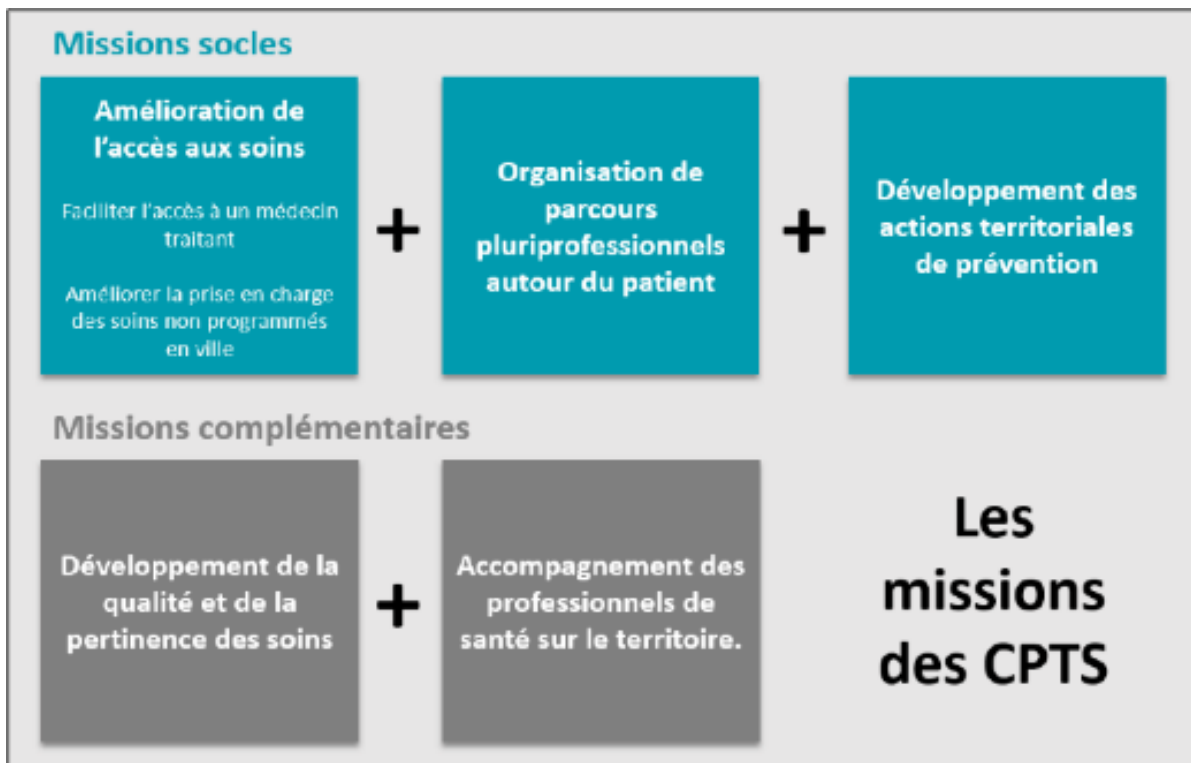 Missions socles
Amélioration de
l'accès aux soins
Faciliter l'accès à un médecin
traitant
Améliorer la prise en charge
des soins non programmés
en ville
+
Organisation de
parcours
pluriprofessionnels
autour du patient
+
Développement des
actions territoriales
de prévention
Missions complémentaires
Développement de la
qualité et de la
pertinence des soins
+
Accompagnement des
professionnels de
santé sur le territoire.
Les
missions
des CPTS